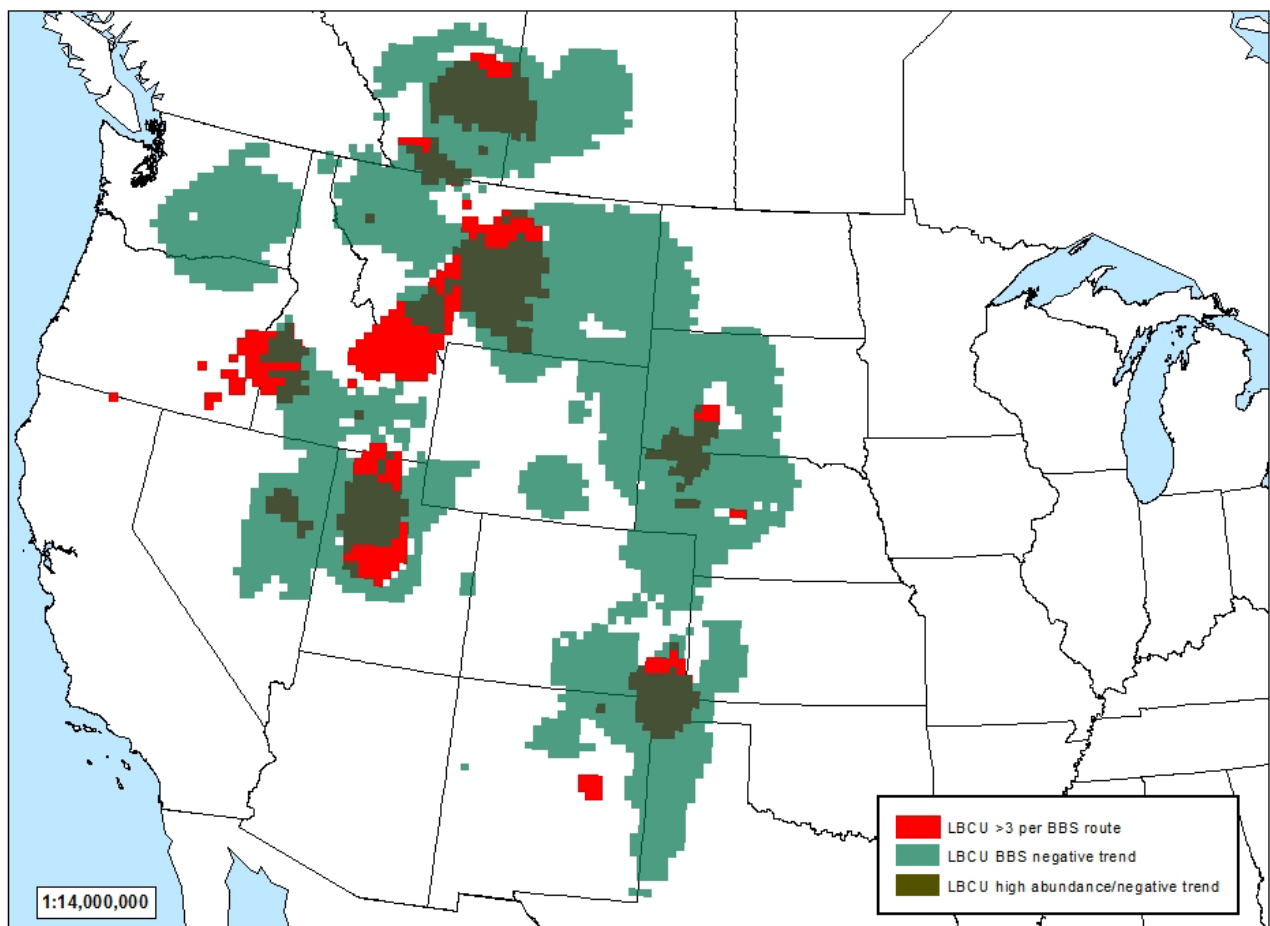 LBCU >3 per BBS route
LBCU BBS negative trend
LBCU high abundance/negative trend
1:14,000,000